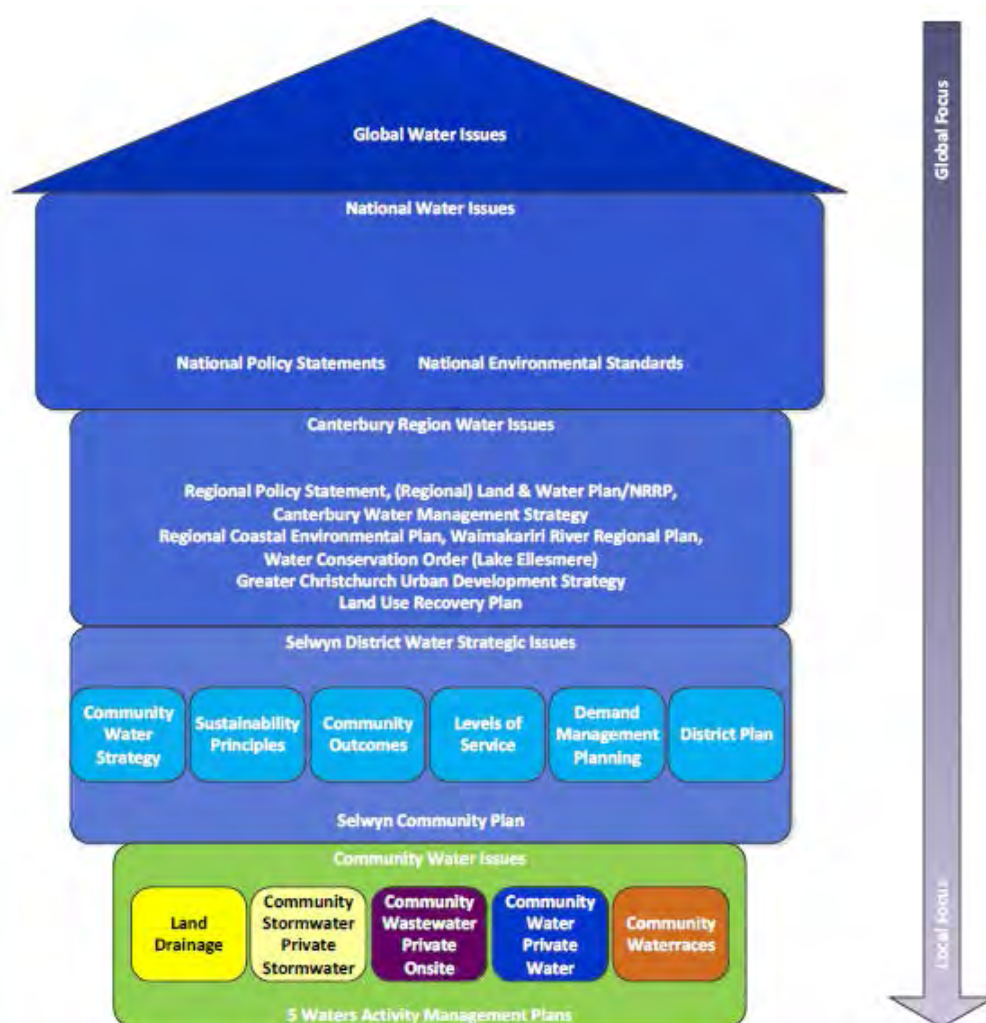 Global Water Issues
National Water Issues
National Policy Statements
National Environmental Standards
Canterbury Region Water Issues
Regional Policy Statement, (Regional) Land & Water Plan/NRRP,
Canterbury Water Management Strategy
Regional Coastal Environmental Plan, Waimakariri River Regional Plan,
Water Conservation Order (Lake Ellesmere)
Greater Christchurch Urban Development Strategy
Land Use Recovery Plan
Selwyn District Water Strategic Issues
Community
Water
Strategy
Sustainability
Principles
Community
Outcomes
Levels of
Service
Demand
Management
Planning
District Plan
Selwyn Community Plan
Community Water Issues
Land
Drainage
Community
Stormwater
Private
Stormwater
Community
Wastewater
Private
Onsite
Community
Water
Private
Water
Community
Waterraces
5 Waters Activity Management Plans
Global Focus
Local Focus